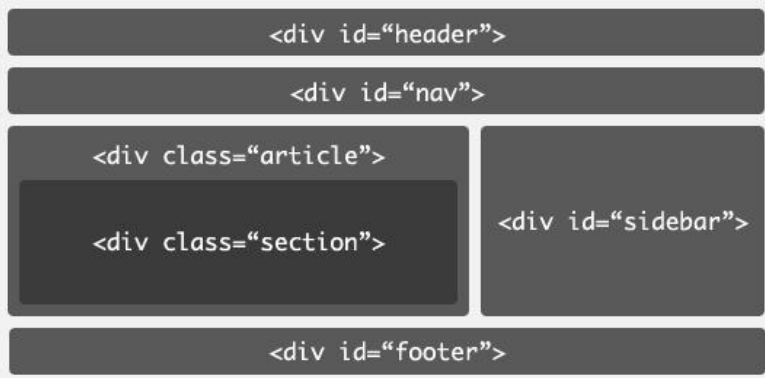 <div id=“header”>
<div id=“nav”>
<div class=“article”>
<div class=“section”>
<div id=“sidebar”>
<div id=“footer”>